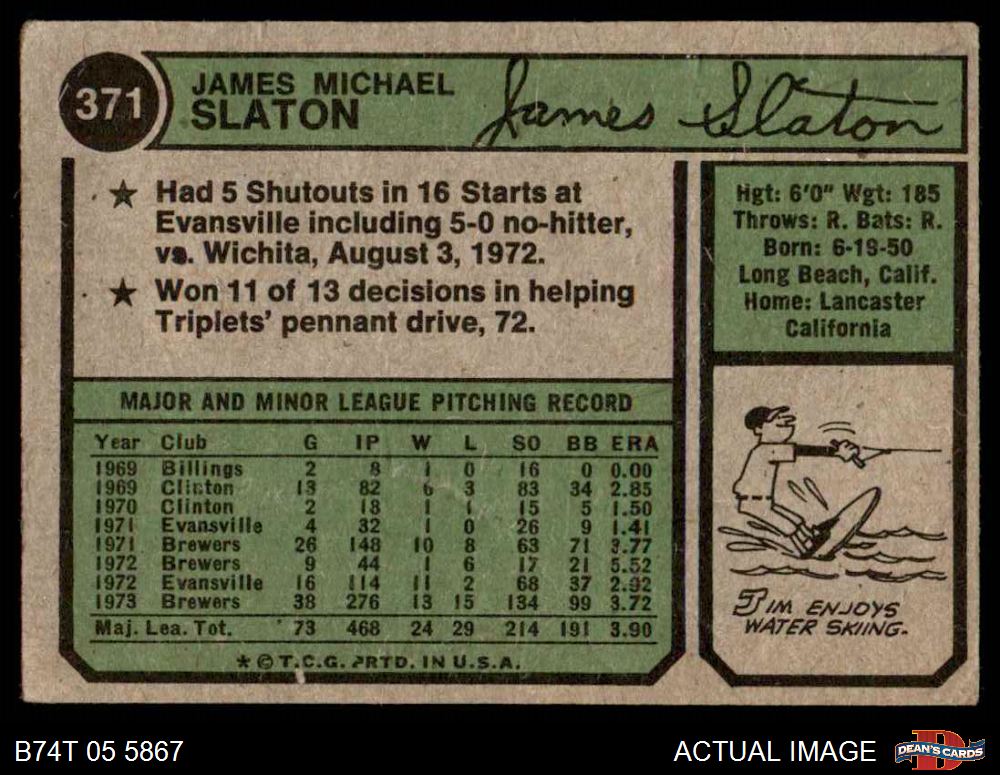 371
JAMES MICHAEL
SLATON
James Slaton
★ Had 5 Shutouts in 16 Starts at
Evansville including 5-0 no-hitter,
vs. Wichita, August 3, 1972.
★ Won 11 of 13 decisions in helping
Triplets' pennant drive, 72.
Hgt: 6'0" Wgt: 185
Throws: R. Bats: R.
Born: 6-19-50
Long Beach, Calif.
Home: Lancaster
California
MAJOR AND MINOR LEAGUE PITCHING RECORD
Year Club G IP W L SO BB ERA
1969 Billings 2 8 1 0 16 0 0.00
1969 Clinton 13 82 6 3 83 34 2.85
1970 Clinton 2 18 1 1 15 5 1.50
1971 Evansville 4 32 1 0 26 9 1.41
1971 Brewers 26 148 10 8 63 71 3.77
1972 Brewers 9 44 1 6 17 21 5.52
1972 Evansville 16 114 11 2 68 37 2.92
1973 Brewers 38 276 13 15 134 99 3.72
Maj. Lea. Tot. 73 468 24 29 214 191 3.90
★ © T.C.G. PRTD. IN U.S.A.
JIM ENJOYS
WATER SKIING.
B74T 05 5867
ACTUAL IMAGE
DEAN'S CARDS